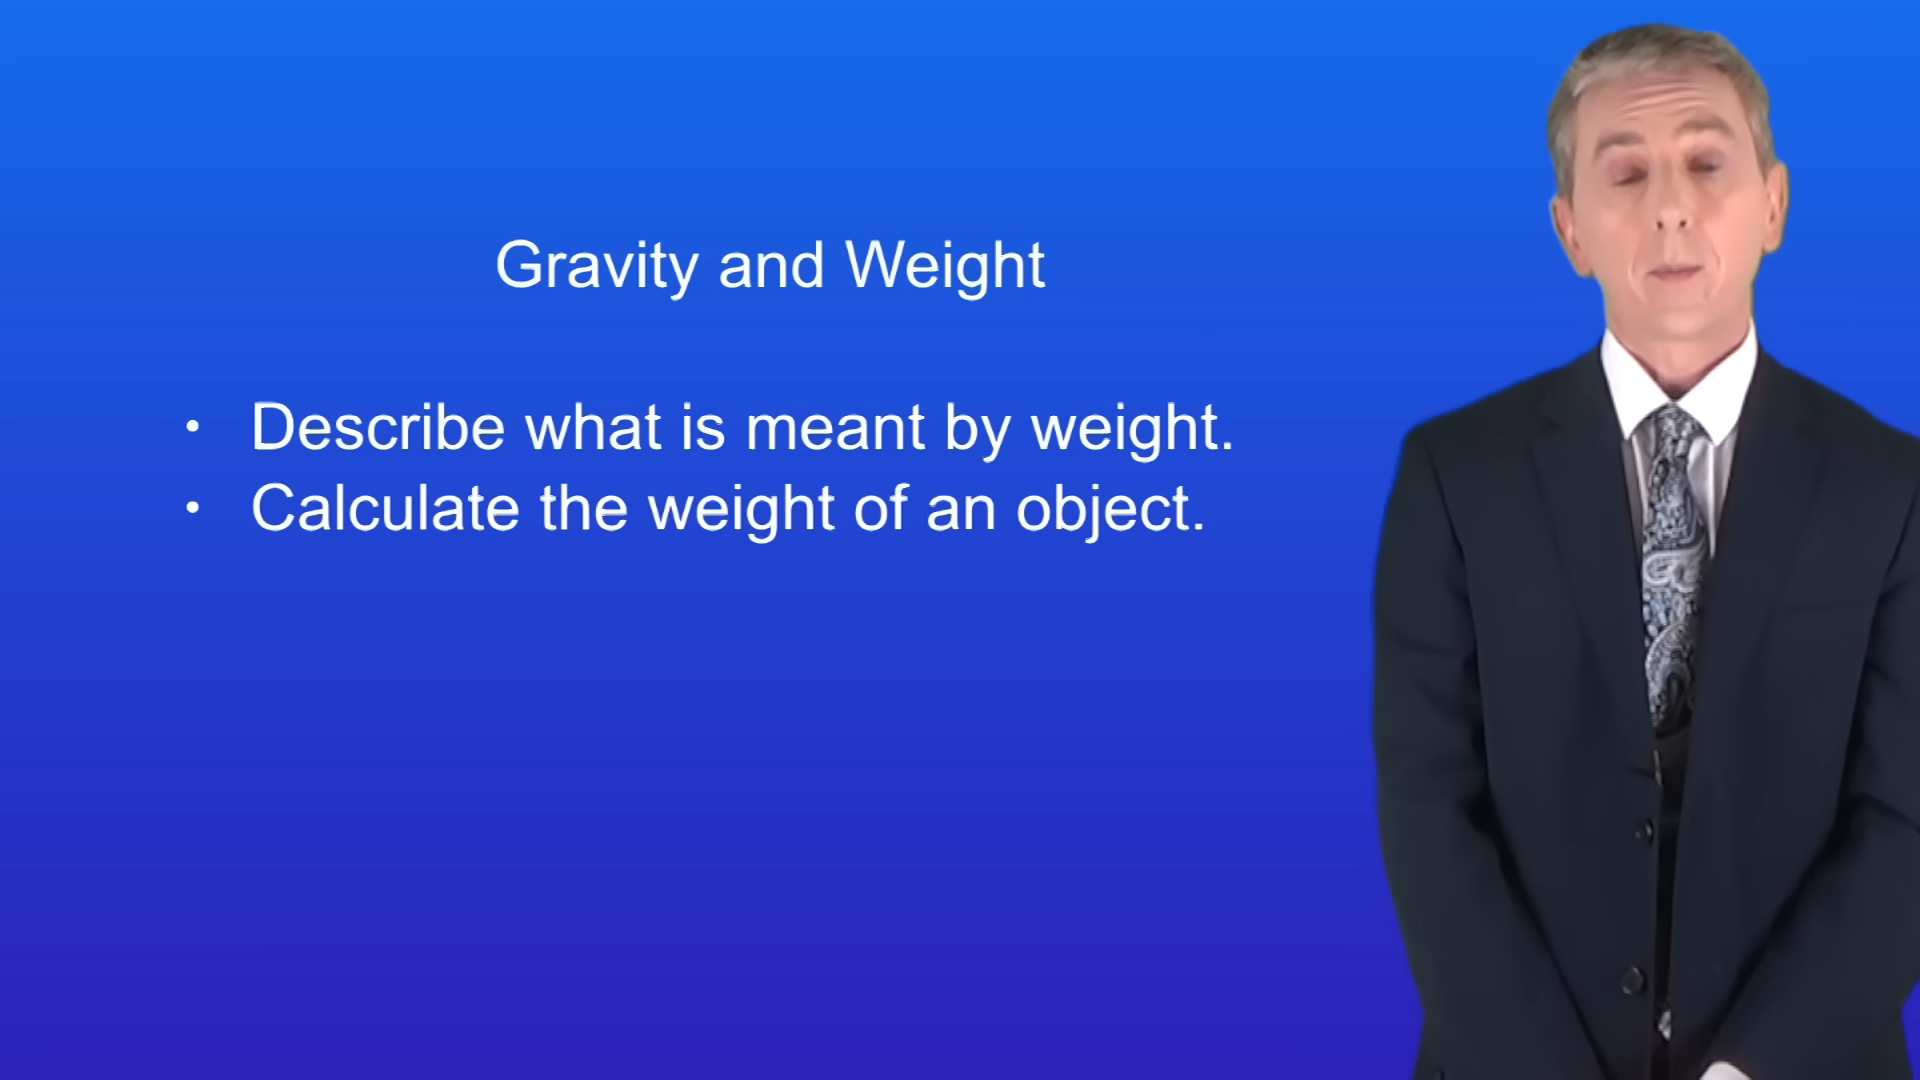 Gravity and Weight
• Describe what is meant by weight.
• Calculate the weight of an object.